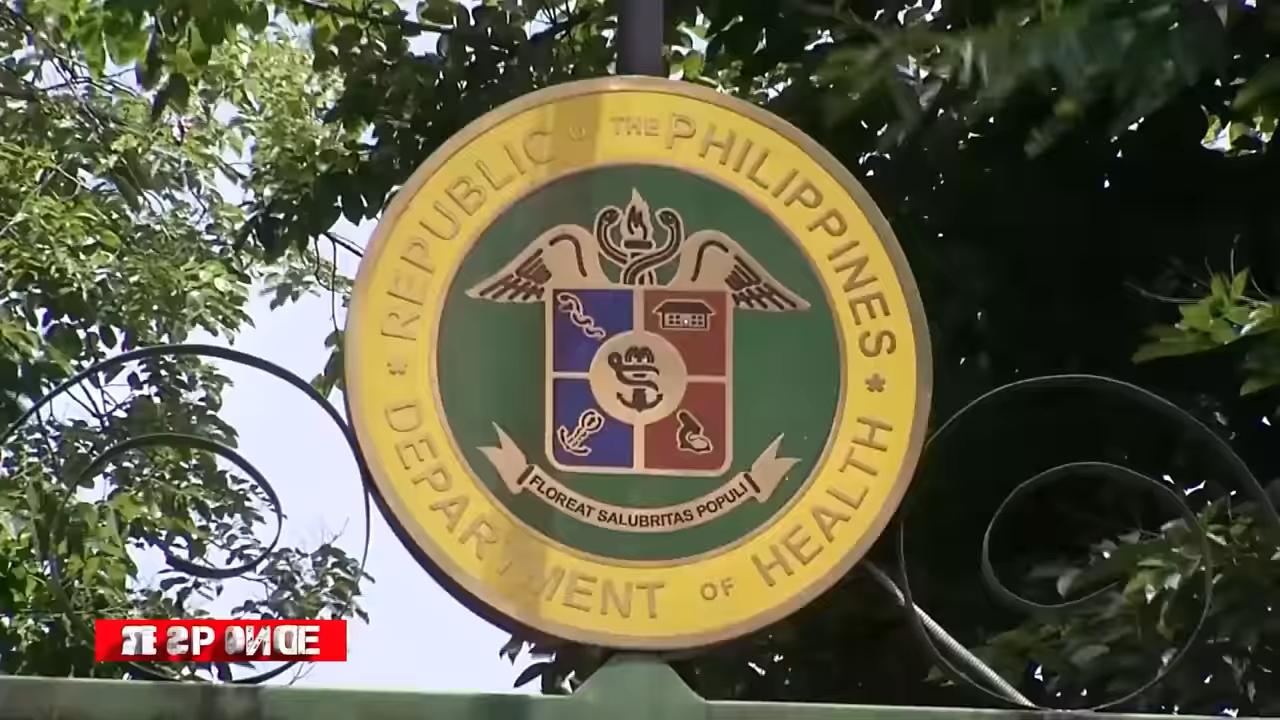 REPUBLIC OF THE PHILIPPINES
* DEPARTMENT OF HEALTH *
FLOREAT SALUBRITAS POPULI